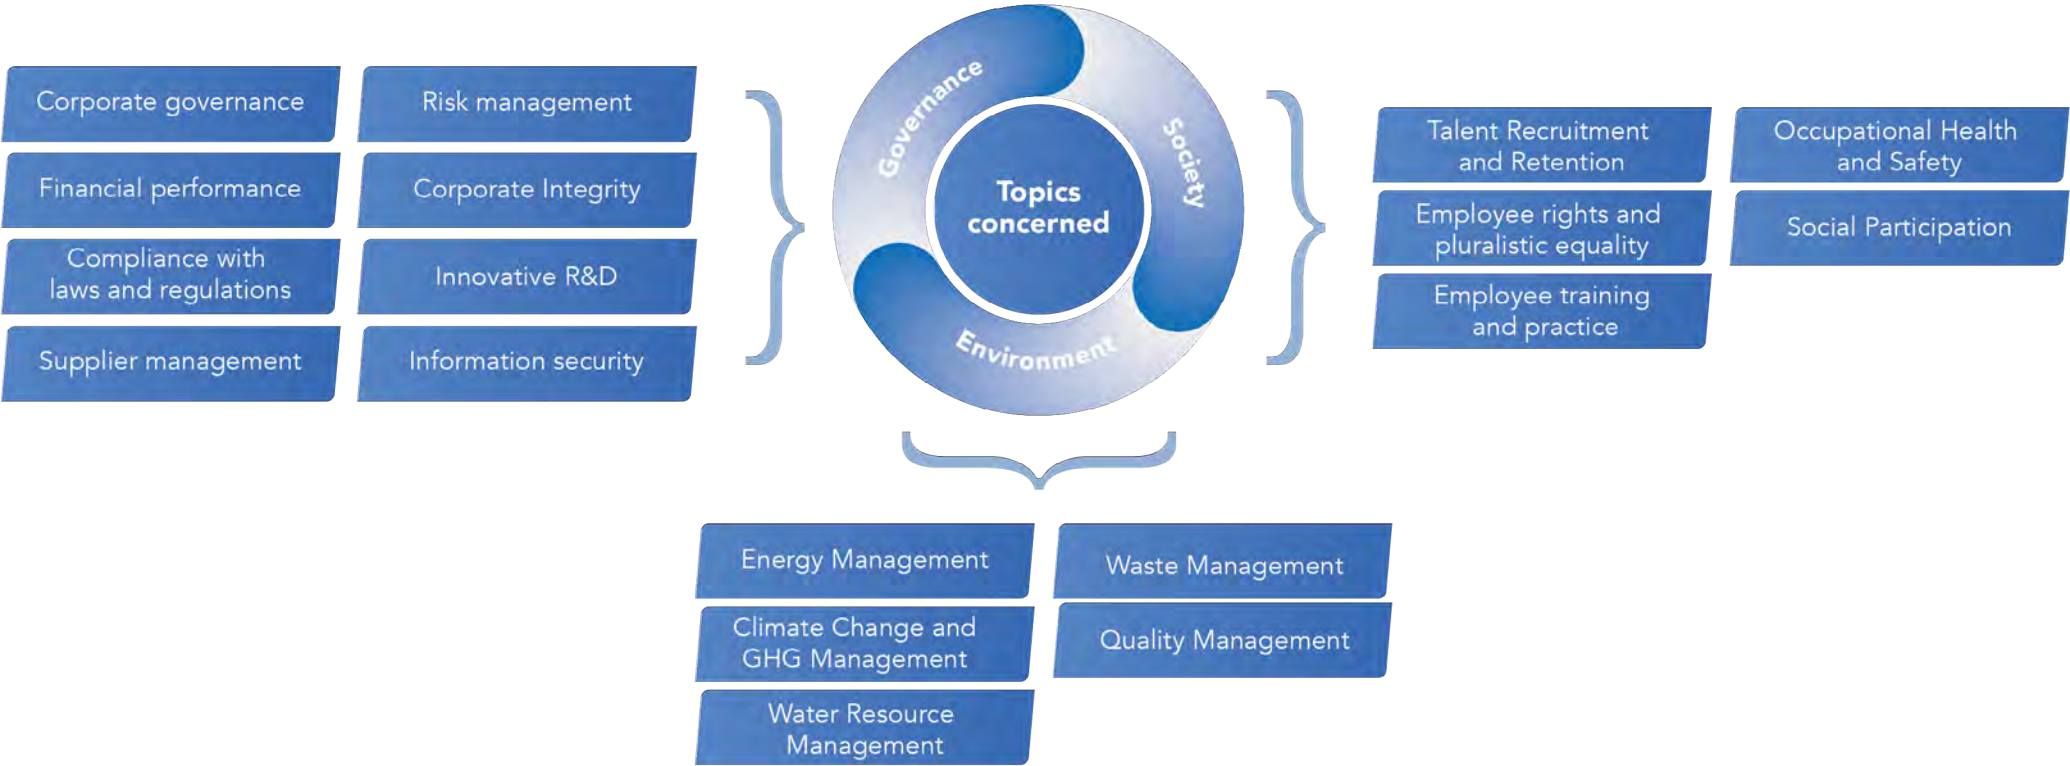 Corporate governance
Risk management
Financial performance
Corporate Integrity
Compliance with
laws and regulations
Innovative R&D
Supplier management
Information security
Governance
Society
Environment
Topics
concerned
Talent Recruitment
and Retention
Occupational Health
and Safety
Employee rights and
pluralistic equality
Social Participation
Employee training
and practice
Energy Management
Waste Management
Climate Change and
GHG Management
Quality Management
Water Resource
Management